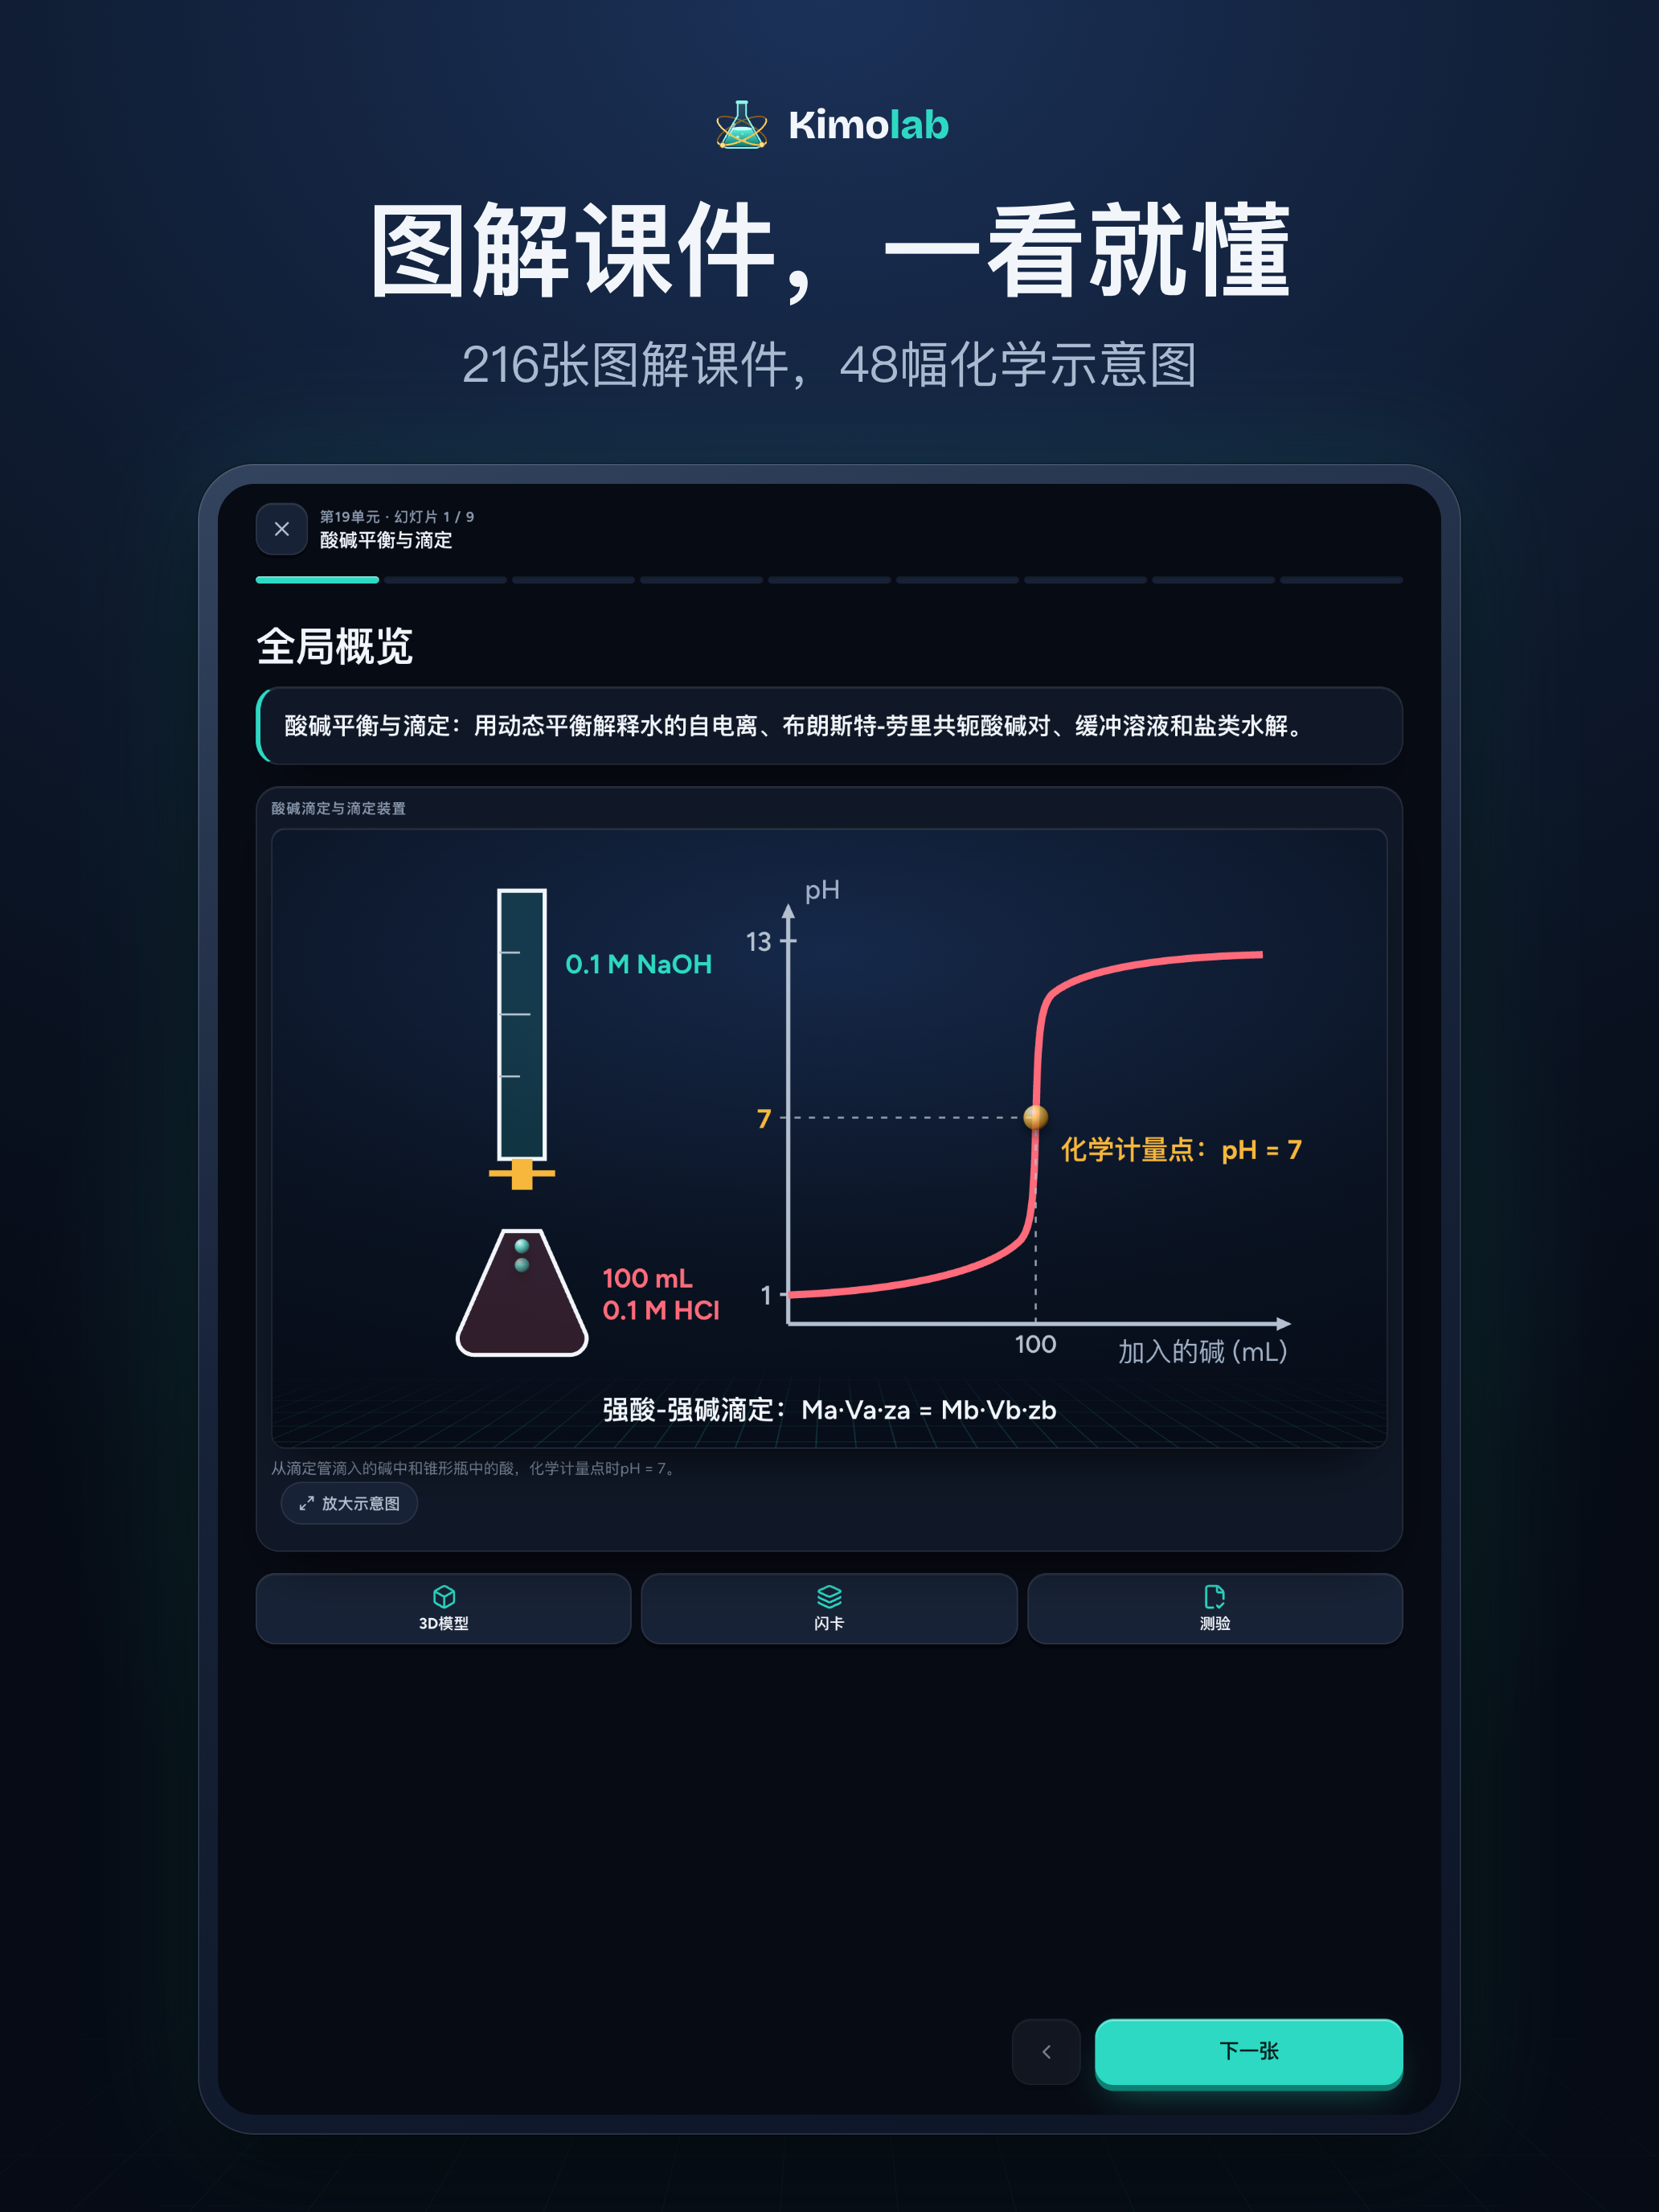 Kimolab
图解课件，一看就懂
216张图解课件，48幅化学示意图
第19单元 · 幻灯片 1 / 9
酸碱平衡与滴定
全局概览
酸碱平衡与滴定：用动态平衡解释水的自电离、布朗斯特-劳里共轭酸碱对、缓冲溶液和盐类水解。
酸碱滴定与滴定装置
pH
13
0.1 M NaOH
7
化学计量点：pH = 7
100 mL
0.1 M HCl
1
100
加入的碱 (mL)
强酸-强碱滴定：Ma·Va·za = Mb·Vb·zb
从滴定管滴入的碱中和锥形瓶中的酸，化学计量点时pH = 7。
放大示意图
3D模型
闪卡
测验
下一张